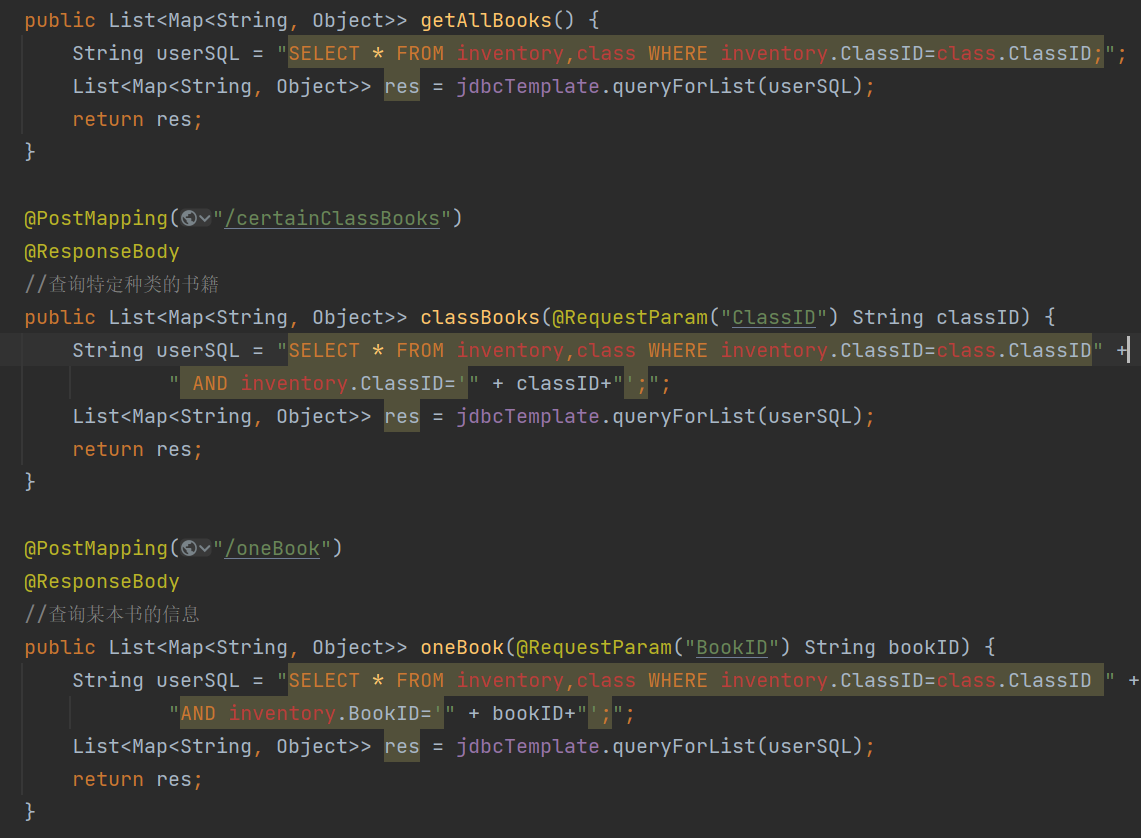 public List<Map<String, Object>> getAllBooks() {
String userSQL = "SELECT * FROM inventory,class WHERE inventory.ClassID=class.ClassID;";
List<Map<String, Object>> res = jdbcTemplate.queryForList(userSQL);
return res;
}
@PostMapping("/certainClassBooks")
@ResponseBody
//查询特定种类的书籍
public List<Map<String, Object>> classBooks(@RequestParam("ClassID") String classID) {
String userSQL = "SELECT * FROM inventory,class WHERE inventory.ClassID=class.ClassID" +
" AND inventory.ClassID='" + classID+"';";
List<Map<String, Object>> res = jdbcTemplate.queryForList(userSQL);
return res;
}
@PostMapping("/oneBook")
@ResponseBody
//查询某本书的信息
public List<Map<String, Object>> oneBook(@RequestParam("BookID") String bookID) {
String userSQL = "SELECT * FROM inventory,class WHERE inventory.ClassID=class.ClassID " +
"AND inventory.BookID='" + bookID+"';";
List<Map<String, Object>> res = jdbcTemplate.queryForList(userSQL);
return res;
}